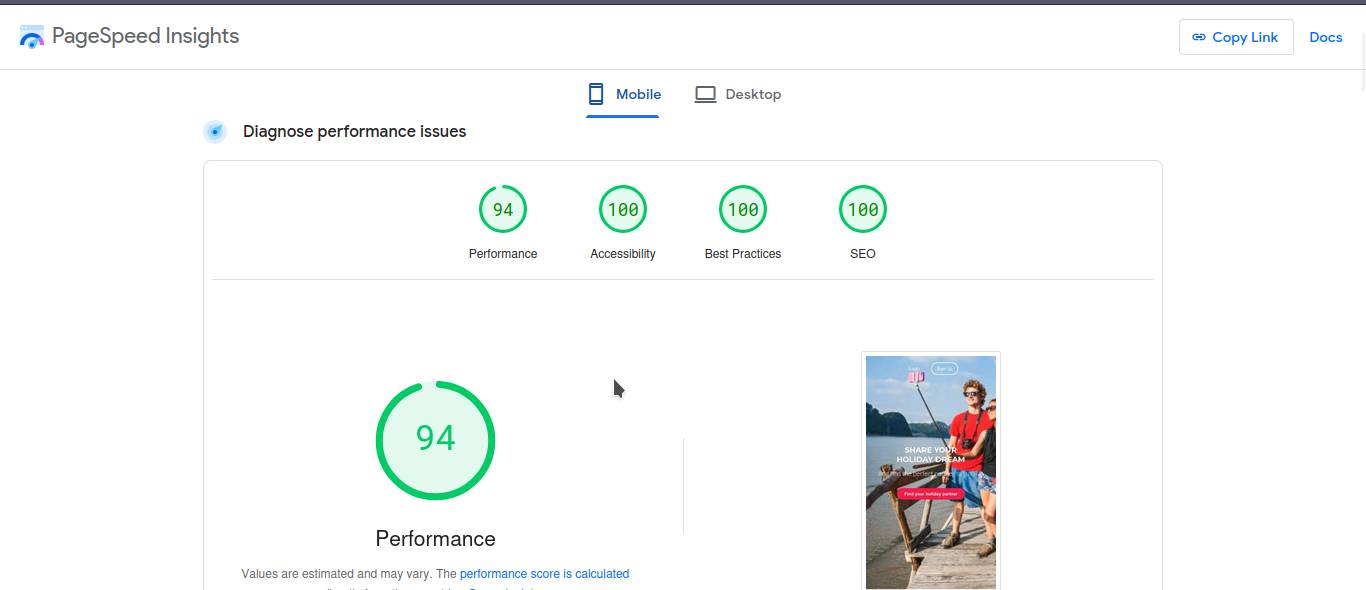 PageSpeed Insights
Copy Link
Docs
Mobile
Desktop
Diagnose performance issues
94
100
100
100
Performance
Accessibility
Best Practices
SEO
94
Performance
Values are estimated and may vary. The performance score is calculated
Sign Up
SHARE YOUR
HOLIDAY DREAM
Find your holiday partner